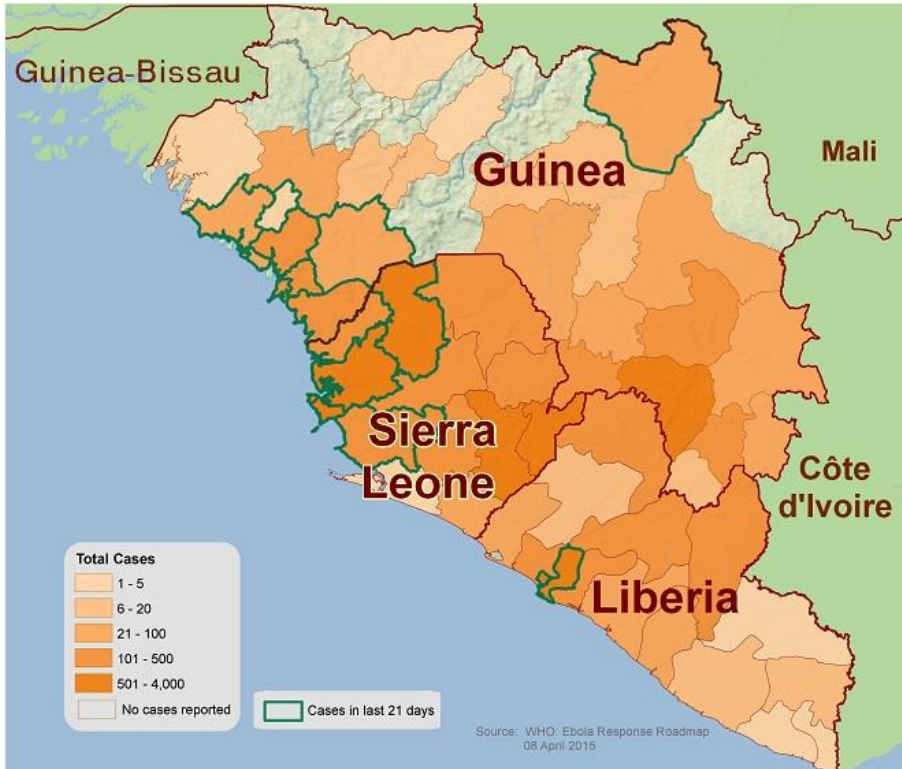 Guinea-Bissau
Mali
Guinea
Sierra
Leone
Côte
d'Ivoire
Liberia
Total Cases
1 - 5
6 - 20
21 - 100
101 - 500
501 - 4,000
No cases reported
Cases in last 21 days
Source: WHO: Ebola Response Roadmap
08 April 2015